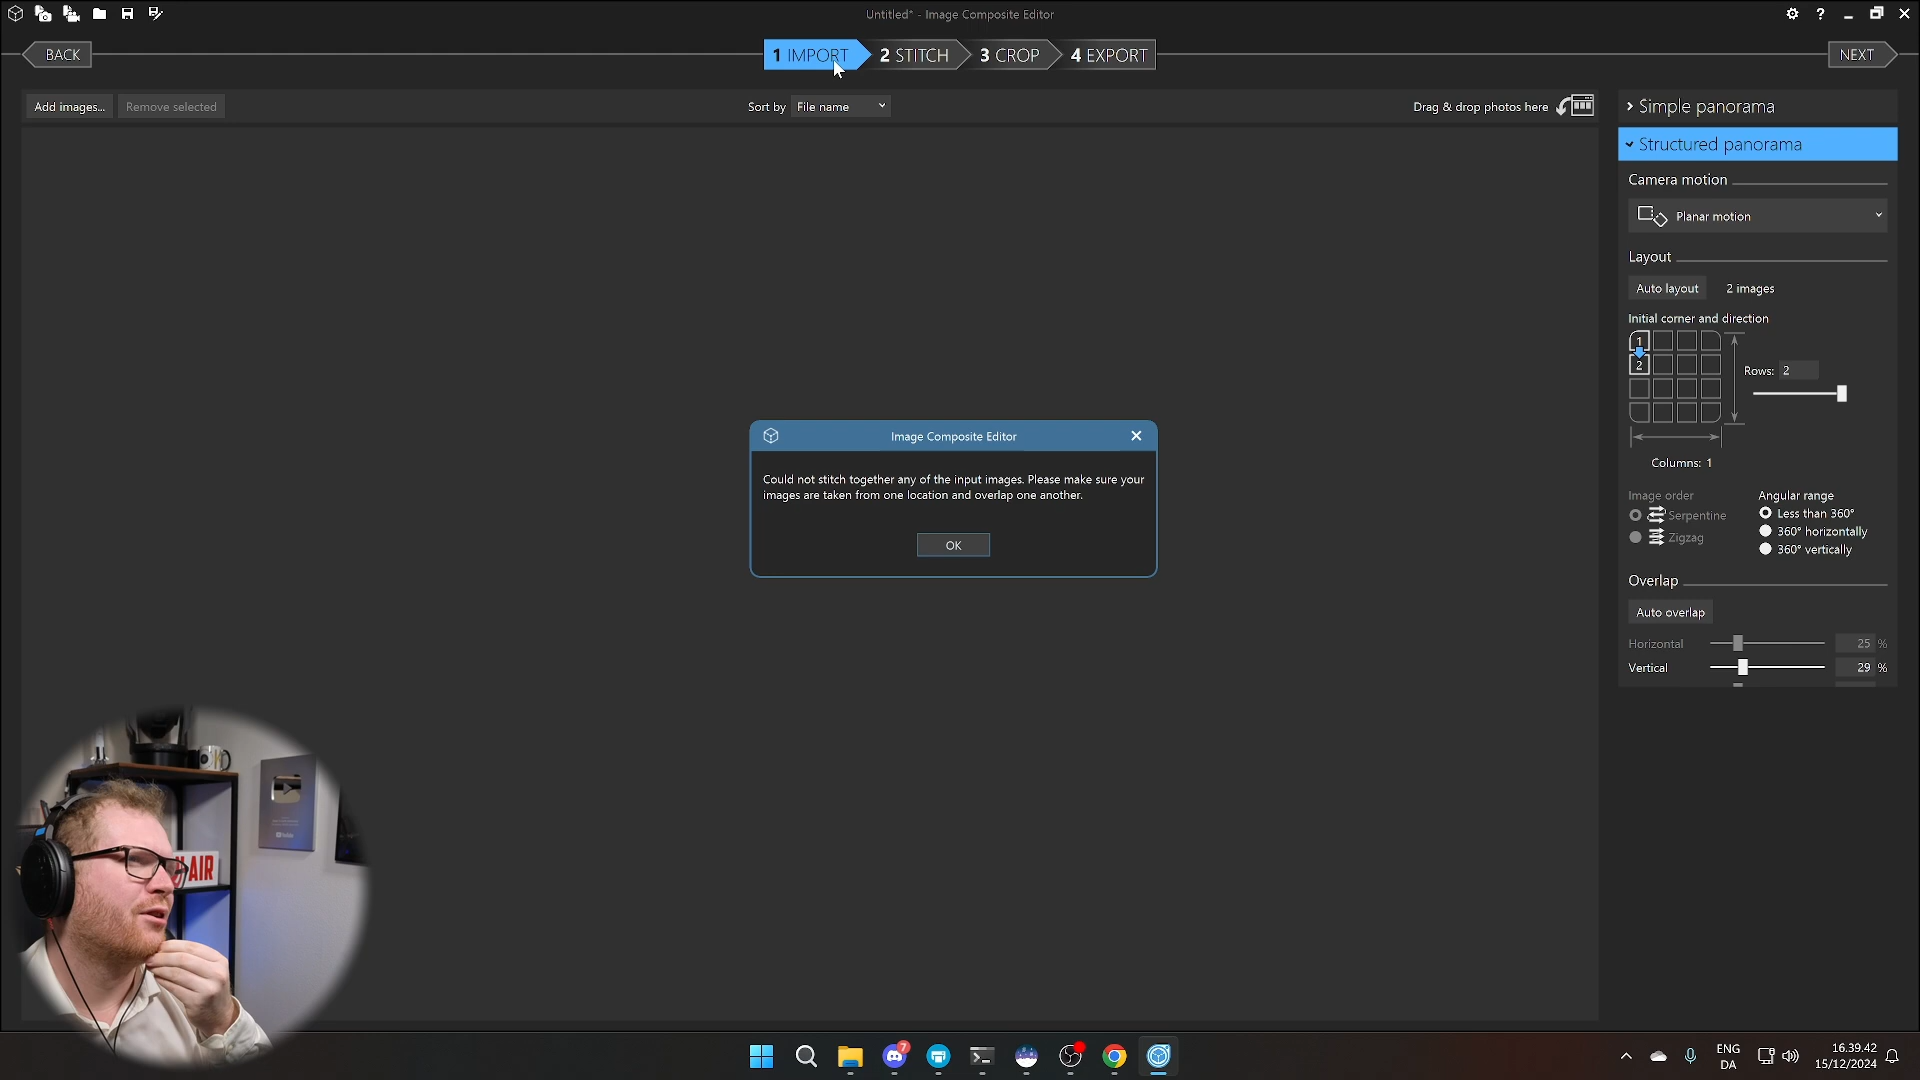 Untitled* - Image Composite Editor
?
BACK
1 IMPORT
2 STITCH
3 CROP
4 EXPORT
NEXT
Add images...
Remove selected
Sort by
File name
Drag & drop photos here
Simple panorama
Structured panorama
Camera motion
Planar motion
Layout
Auto layout
2 images
Initial corner and direction
1
2
Rows: 2
Columns: 1
Image order
Serpentine
Zigzag
Angular range
Less than 360°
360° horizontally
360° vertically
Overlap
Auto overlap
Horizontal
25 %
Vertical
29 %
Image Composite Editor
Could not stitch together any of the input images. Please make sure your
images are taken from one location and overlap one another.
OK
AIR
YouTube
7
ENG
DA
16.39.42
15/12/2024